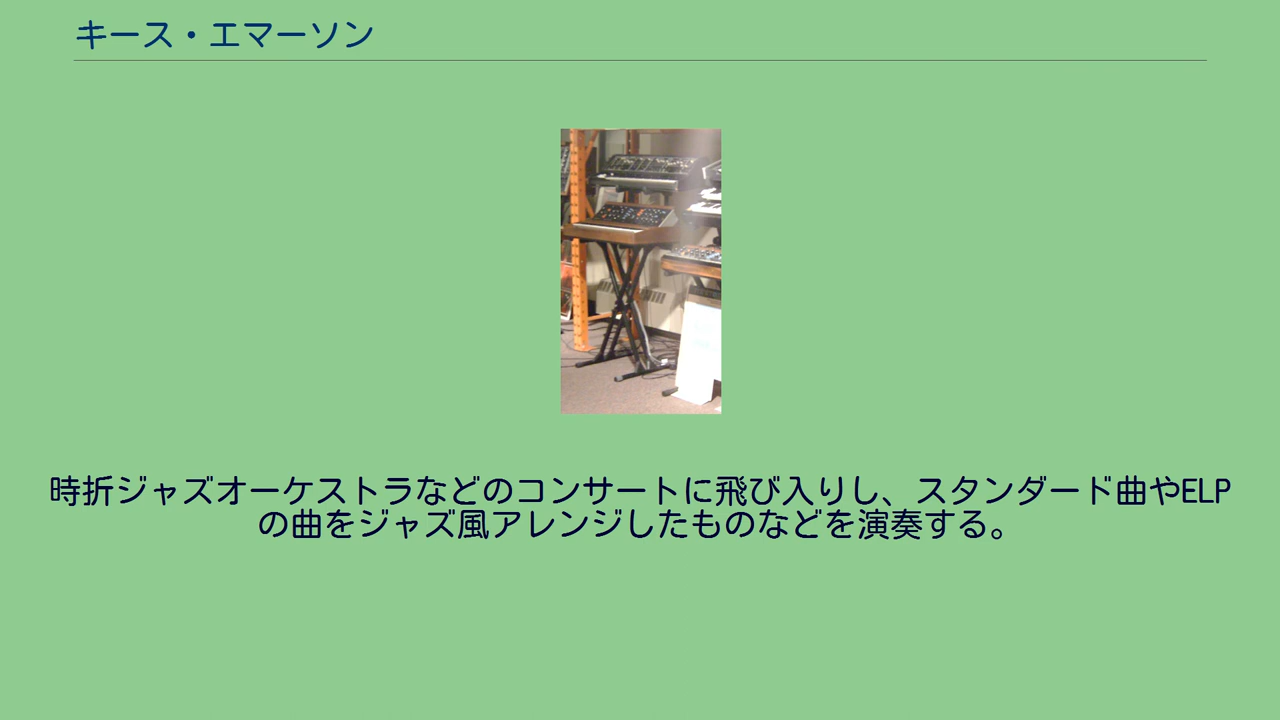 キース・エマーソン
時折ジャズオーケストラなどのコンサートに飛び入りし、スタンダード曲やELP
の曲をジャズ風アレンジしたものなどを演奏する。